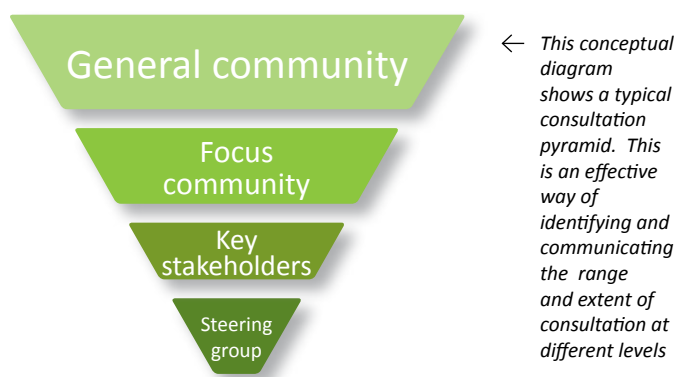 General community
Focus
community
Key
stakeholders
Steering
group
← This conceptual
diagram
shows a typical
consultation
pyramid.  This
is an effective
way of
identifying and
communicating
the  range
and extent of
consultation at
different levels